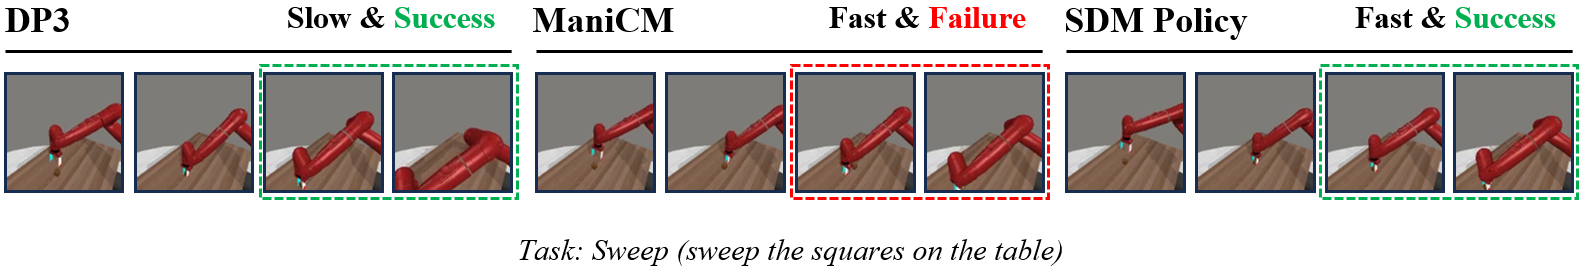 DP3 Slow & Success ManiCM Fast & Failure SDM Policy Fast & Success
Task: Sweep (sweep the squares on the table)